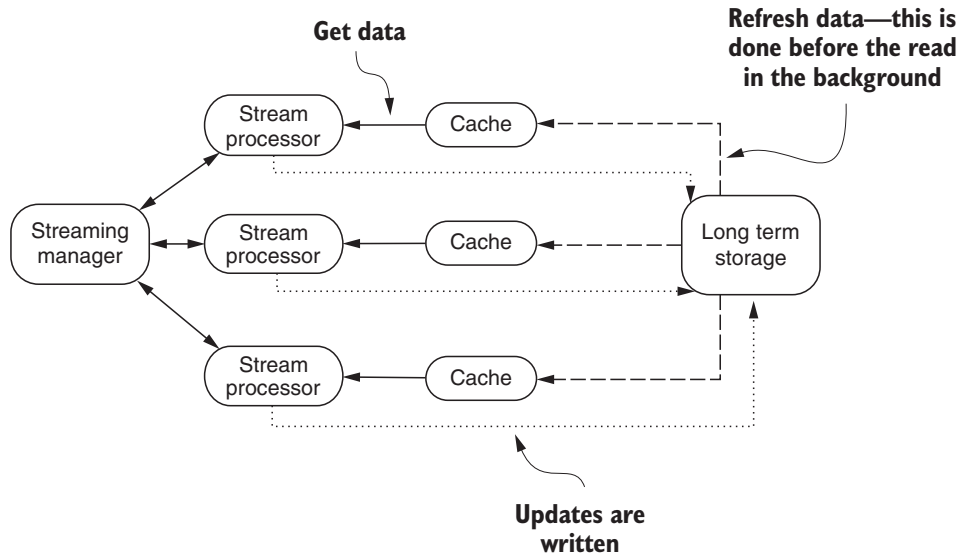 Refresh data—this is
done before the read
in the background
Get data
Stream
processor
Cache
Streaming
manager
Stream
processor
Cache
Long term
storage
Stream
processor
Cache
Updates are
written